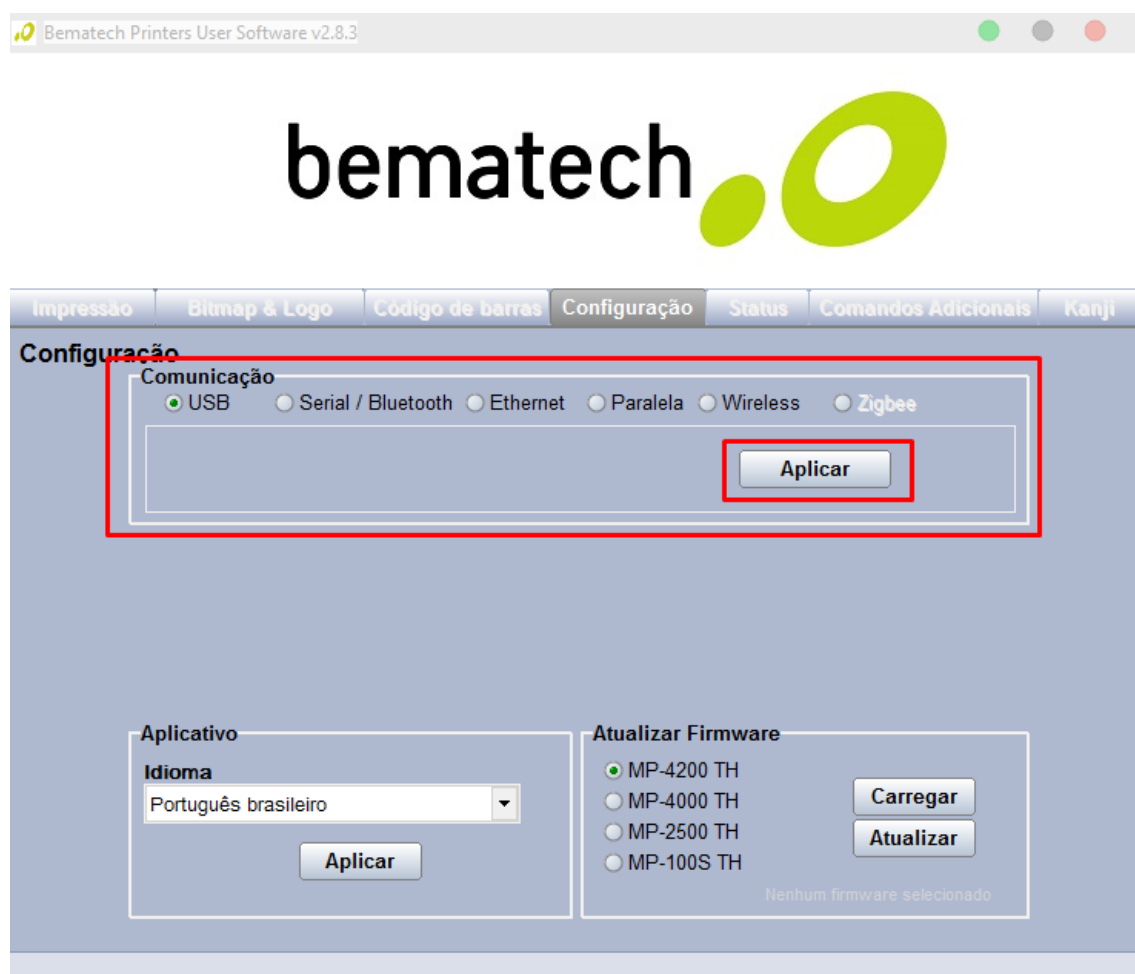 Bematech Printers User Software v2.8.3
bematech
Impressão Bitmap & Logo Código de barras Configuração Status Comandos Adicionais Kanji
Configuração
Comunicação
USB Serial / Bluetooth Ethernet Paralela Wireless Zigbee
Aplicar
Aplicativo
Idioma
Português brasileiro
Aplicar
Atualizar Firmware
MP-4200 TH
MP-4000 TH
MP-2500 TH
MP-100S TH
Carregar
Atualizar
Nenhum firmware selecionado